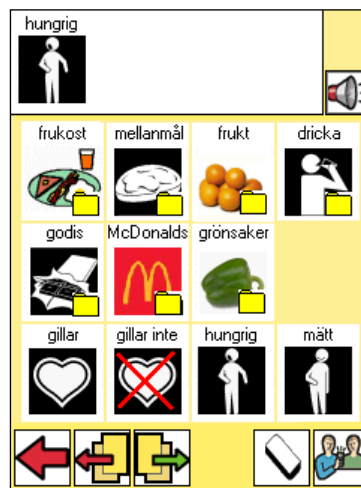 hungrig
frukost mellanmål frukt dricka
godis McDonalds grönsaker
gillar gillar inte hungrig mätt